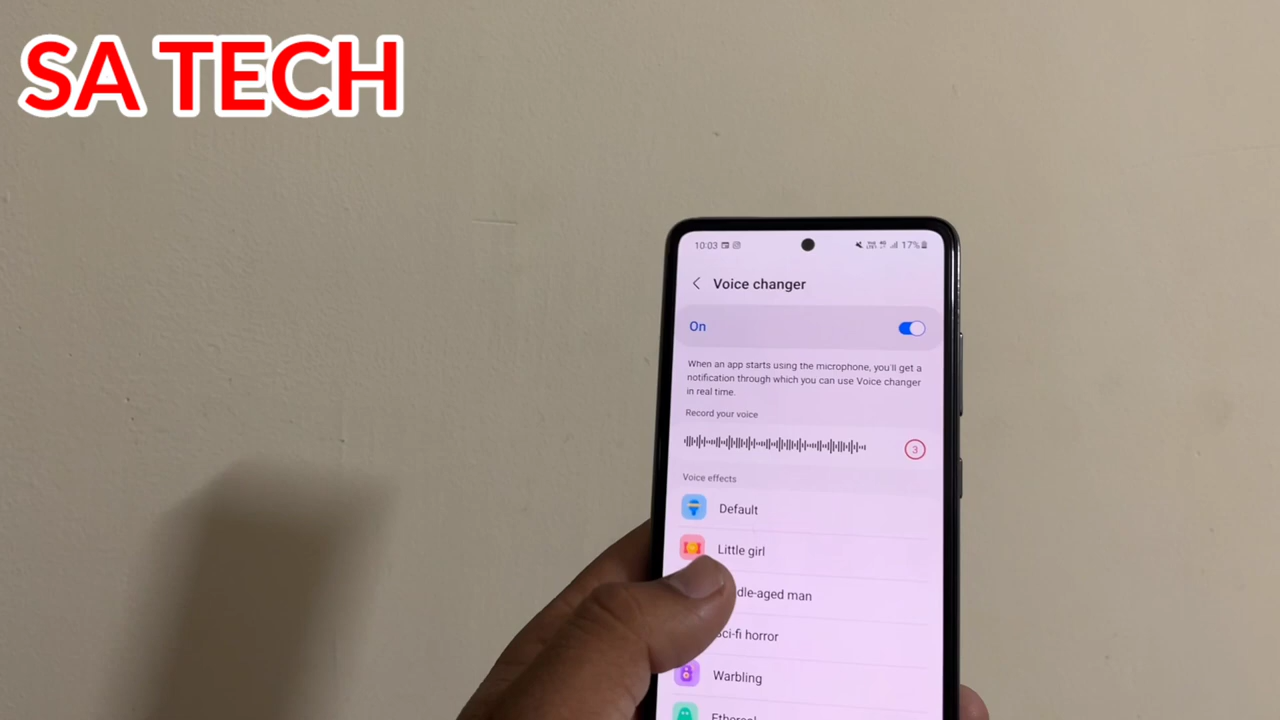 SA TECH
10:03
17%
Voice changer
On
When an app starts using the microphone, you'll get a
notification through which you can use Voice changer
in real time.
Record your voice
3
Voice effects
Default
Little girl
dle-aged man
Sci-fi horror
Warbling
Ethereal